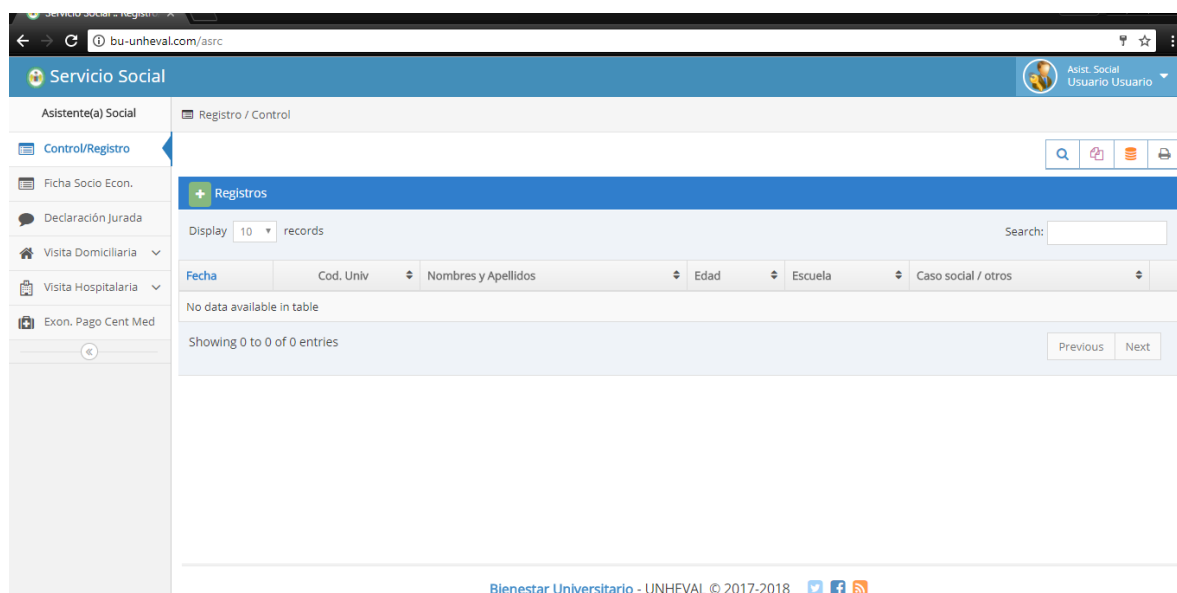 Servicio Social .: Registro
bu-unheval.com/asrc
Servicio Social
Asist. Social
Usuario Usuario
Asistente(a) Social
Registro / Control
Control/Registro
Ficha Socio Econ.
Declaración Jurada
Visita Domiciliaria
Visita Hospitalaria
Exon. Pago Cent Med
Registros
Display 10 records
Search:
Fecha Cod. Univ Nombres y Apellidos Edad Escuela Caso social / otros
No data available in table
Showing 0 to 0 of 0 entries
Previous Next
Bienestar Universitario - UNHEVAL © 2017-2018